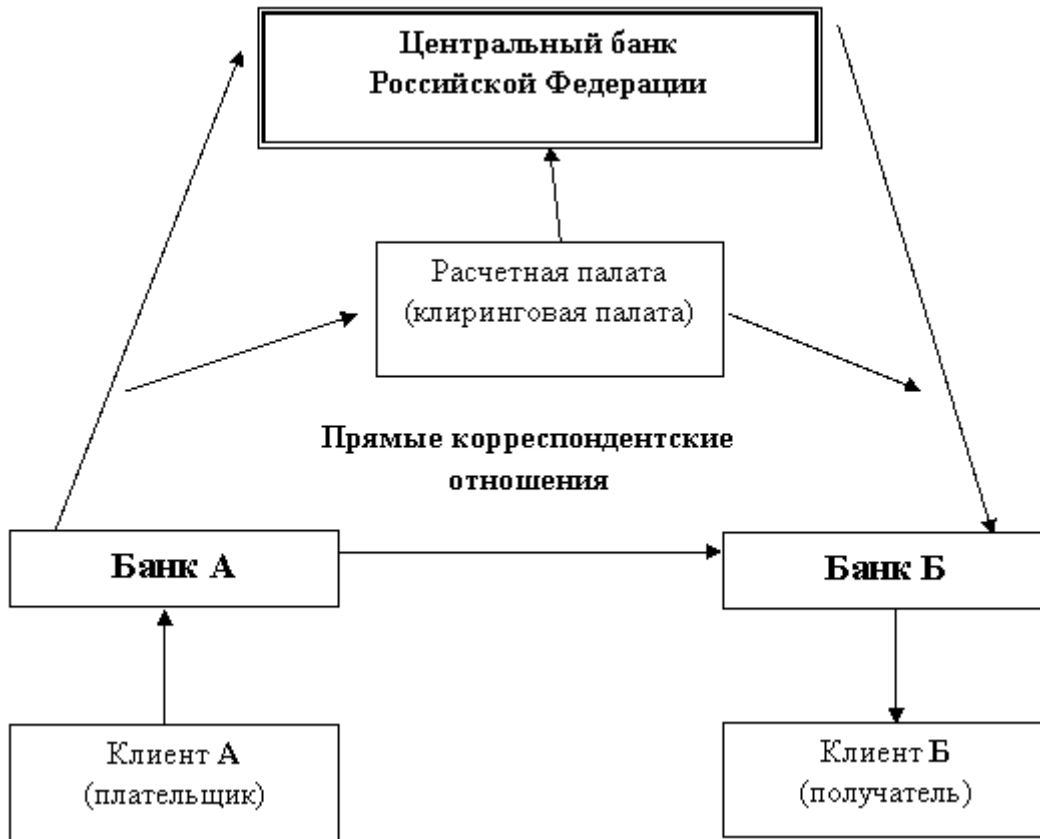 Центральный банк
Российской Федерации
Расчетная палата
(клиринговая палата)
Прямые корреспондентские
отношения
Банк А
Банк Б
Клиент А
(плательщик)
Клиент Б
(получатель)